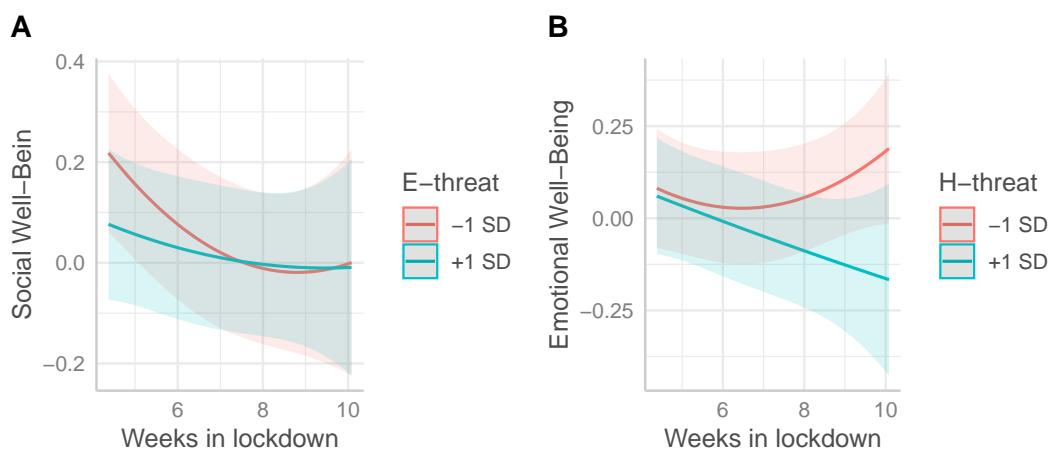 A
0.4
0.2
0.0
−0.2
Social Well−Bein
6
8
10
Weeks in lockdown
E−threat
−1 SD
+1 SD
B
0.25
0.00
−0.25
Emotional Well−Being
6
8
10
Weeks in lockdown
H−threat
−1 SD
+1 SD